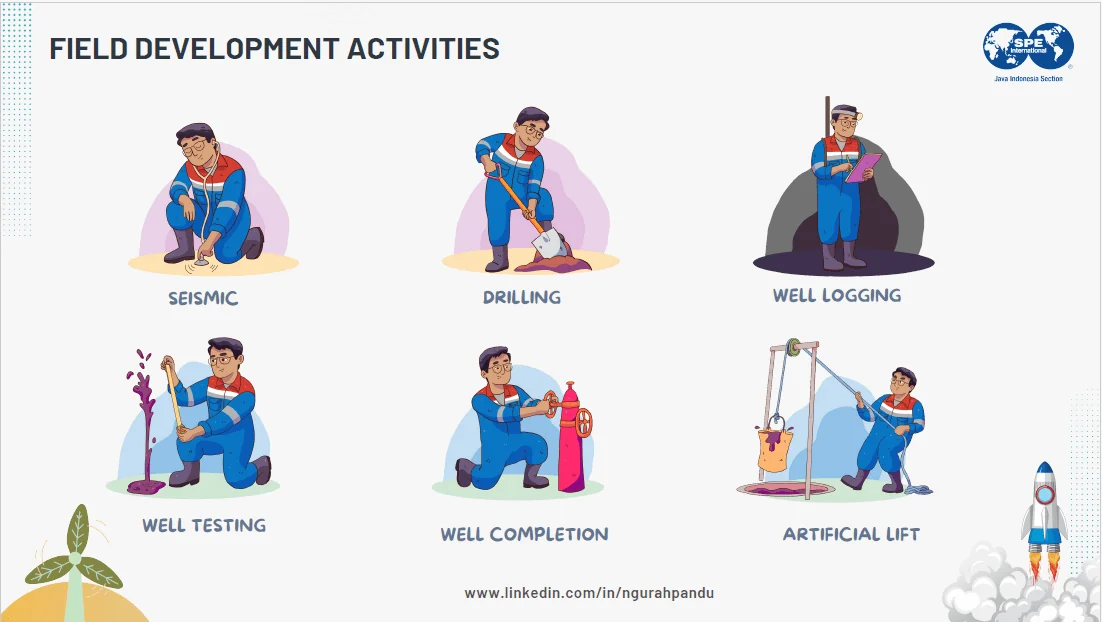 FIELD DEVELOPMENT ACTIVITIES
SPE
International
®
Java Indonesia Section
SEISMIC
DRILLING
WELL LOGGING
WELL TESTING
WELL COMPLETION
ARTIFICIAL LIFT
www.linkedin.com/in/ngurahpandu